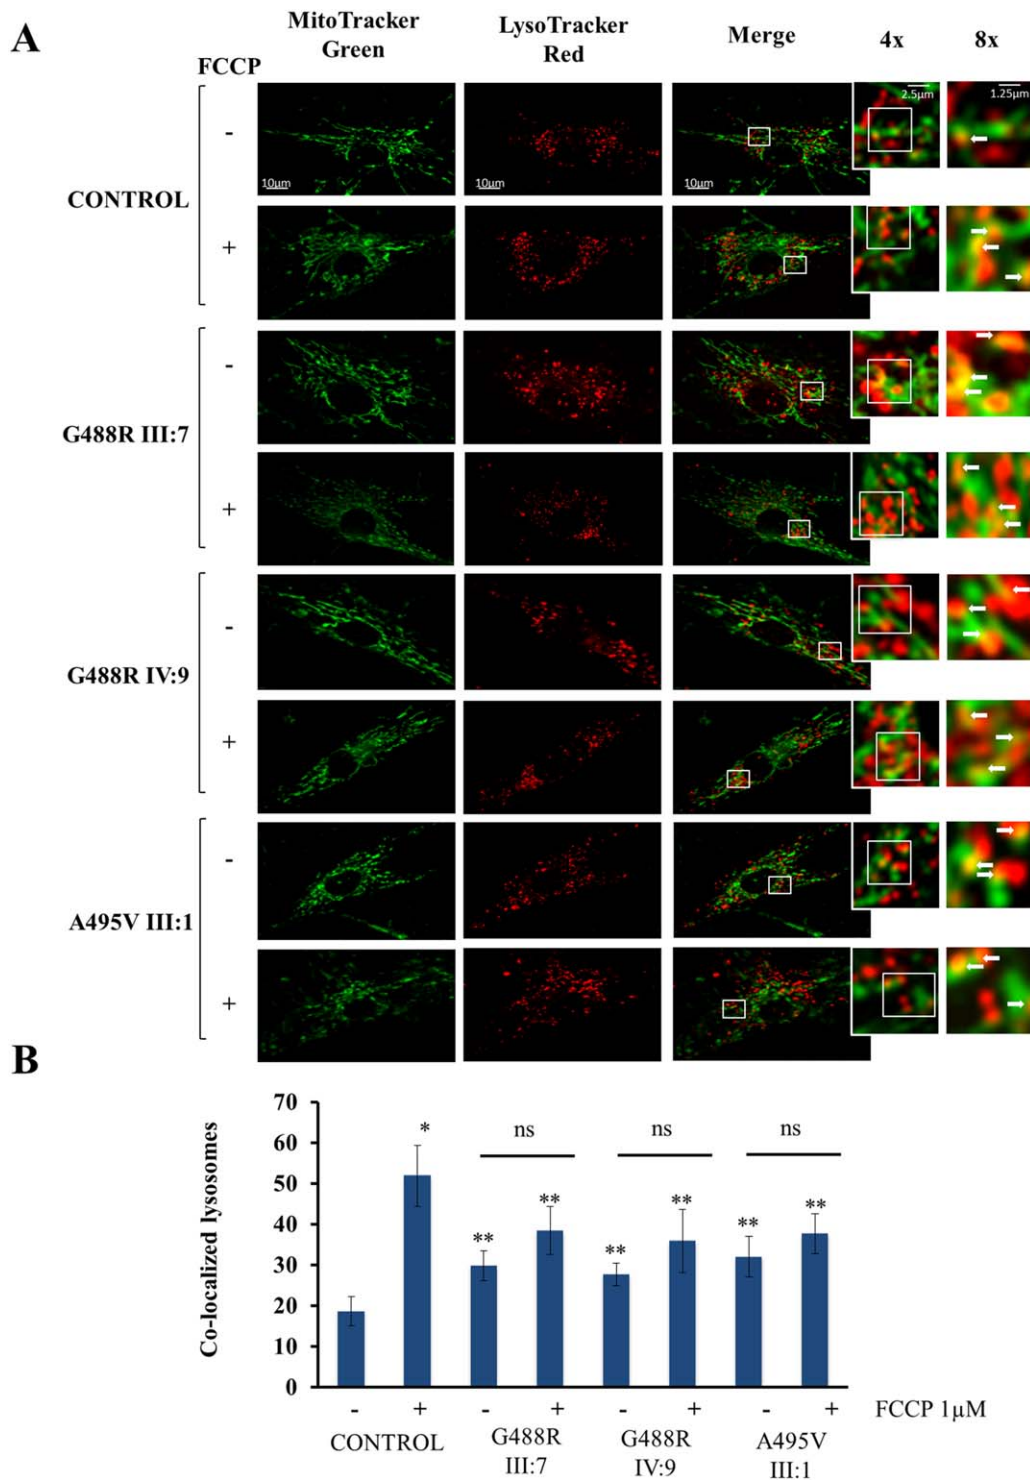 A
MitoTracker Green
LysoTracker Red
Merge
4x
8x
FCCP
CONTROL
-
10µm
10µm
2.5µm
1.25µm
+
G488R III:7
-
+
G488R IV:9
-
+
A495V III:1
-
+
B
Co-localized lysosomes
70
60
50
40
30
20
10
0
*
**
**
ns
**
**
ns
**
**
ns
- + - + - + - + FCCP 1µM
CONTROL
G488R III:7
G488R IV:9
A495V III:1